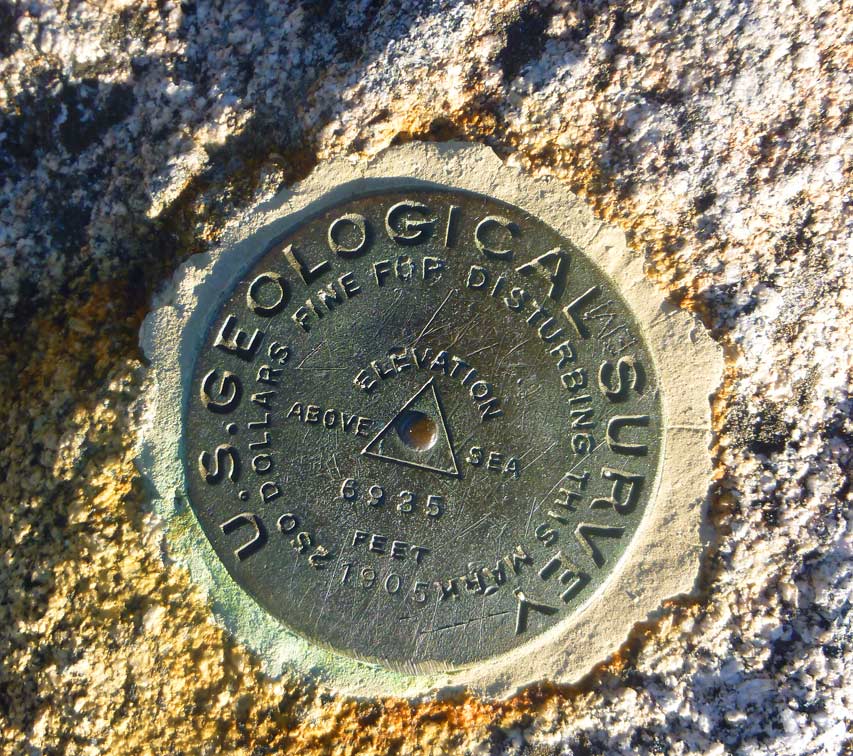 U.S. GEOLOGICAL SURVEY
250 DOLLARS FINE FOR DISTURBING THIS MARK
ELEVATION
ABOVE SEA
6935
FEET
1905